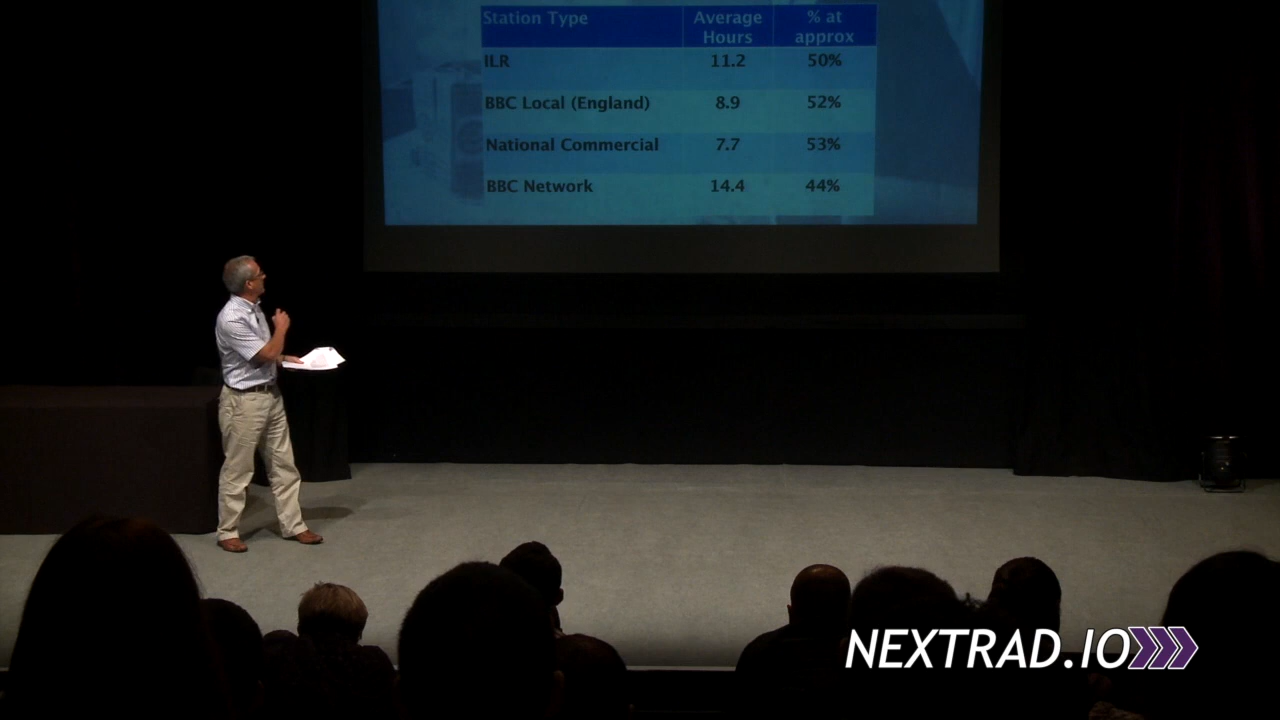 Station Type Average Hours % at approx
ILR 11.2 50%
BBC Local (England) 8.9 52%
National Commercial 7.7 53%
BBC Network 14.4 44%
NEXTRAD.IO